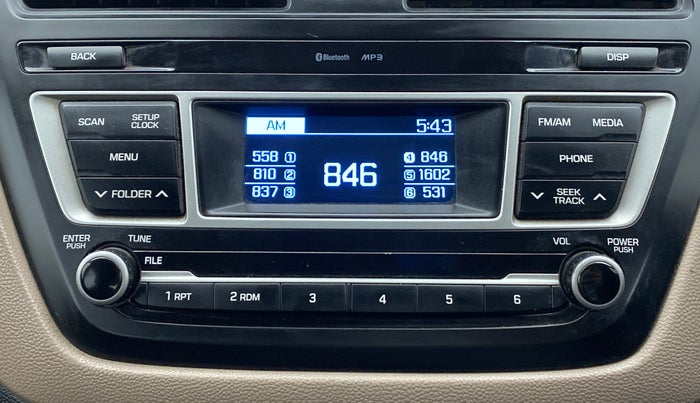 BACK
Bluetooth MP3
DISP
SCAN
SETUP
CLOCK
AM 5:43
FM/AM MEDIA
MENU
558 1 4 846
810 2 846 5 1602
837 3 6 531
PHONE
FOLDER
SEEK
TRACK
ENTER
PUSH
TUNE
FILE
VOL
POWER
PUSH
1 RPT 2 RDM 3 4 5 6